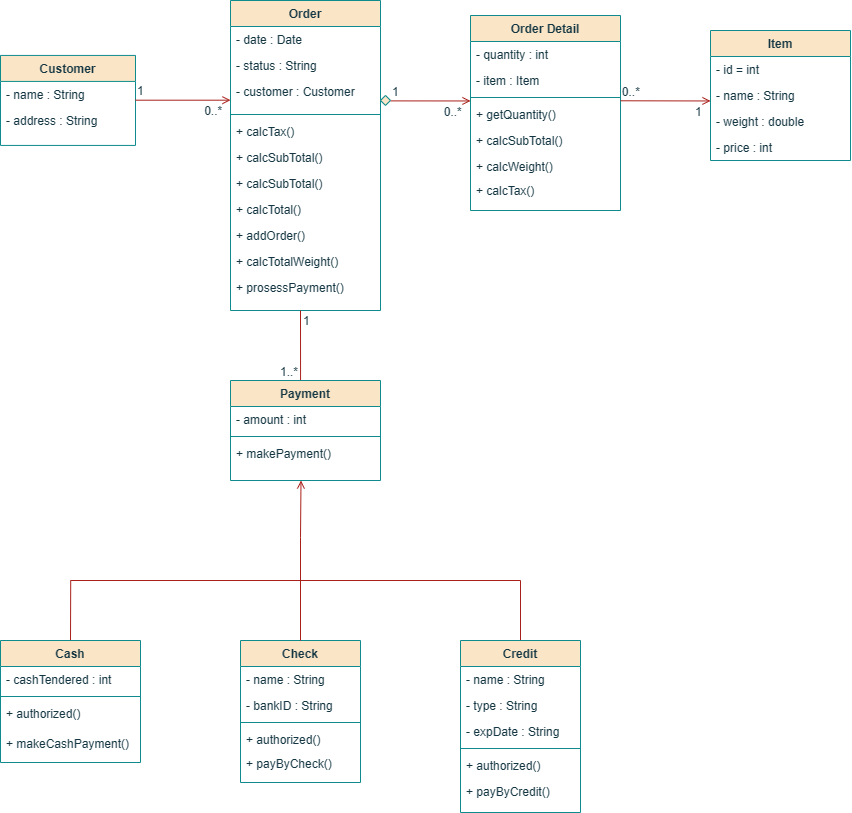 Order
- date : Date
- status : String
- customer : Customer
+ calcTax()
+ calcSubTotal()
+ calcSubTotal()
+ calcTotal()
+ addOrder()
+ calcTotalWeight()
+ prosessPayment()
Order Detail
- quantity : int
- item : Item
+ getQuantity()
+ calcSubTotal()
+ calcWeight()
+ calcTax()
Item
- id = int
- name : String
- weight : double
- price : int
Customer
- name : String
- address : String
1
0..*
1
0..*
0..*
1
1
1..*
Payment
- amount : int
+ makePayment()
Cash
- cashTendered : int
+ authorized()
+ makeCashPayment()
Check
- name : String
- bankID : String
+ authorized()
+ payByCheck()
Credit
- name : String
- type : String
- expDate : String
+ authorized()
+ payByCredit()